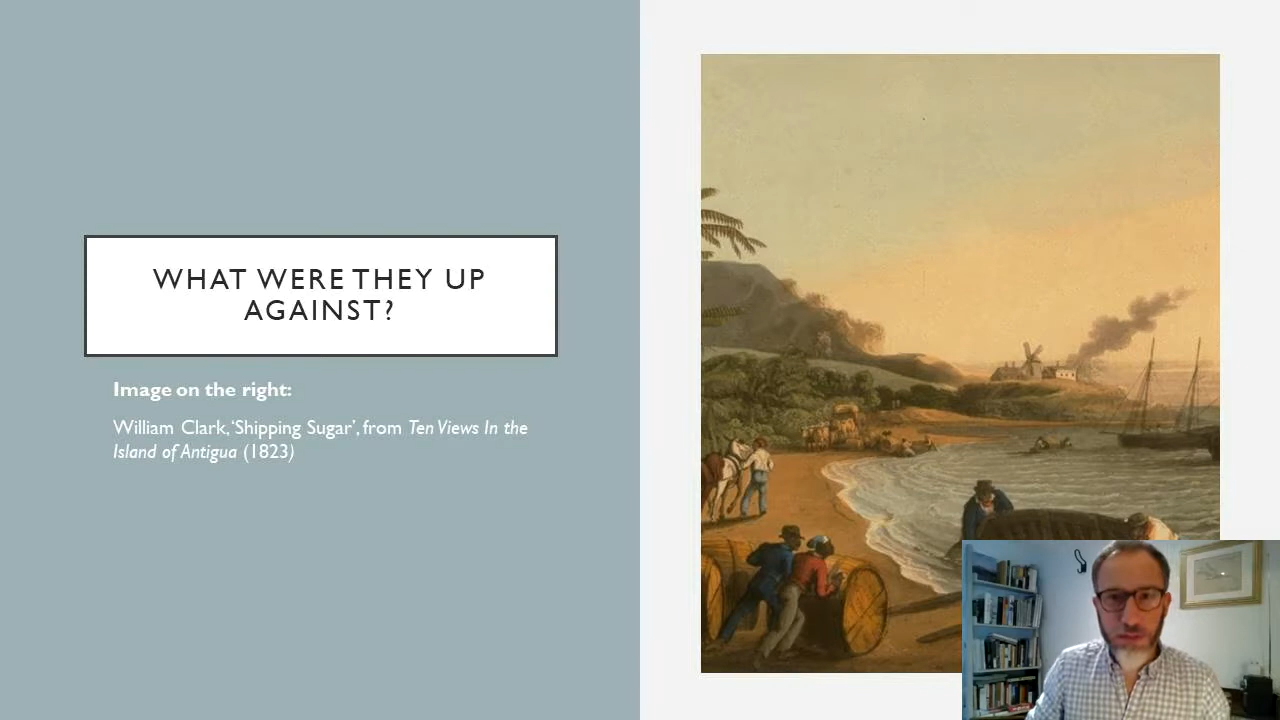 WHAT WERE THEY UP
AGAINST?
Image on the right:
William Clark, 'Shipping Sugar', from Ten Views In the
Island of Antigua (1823)